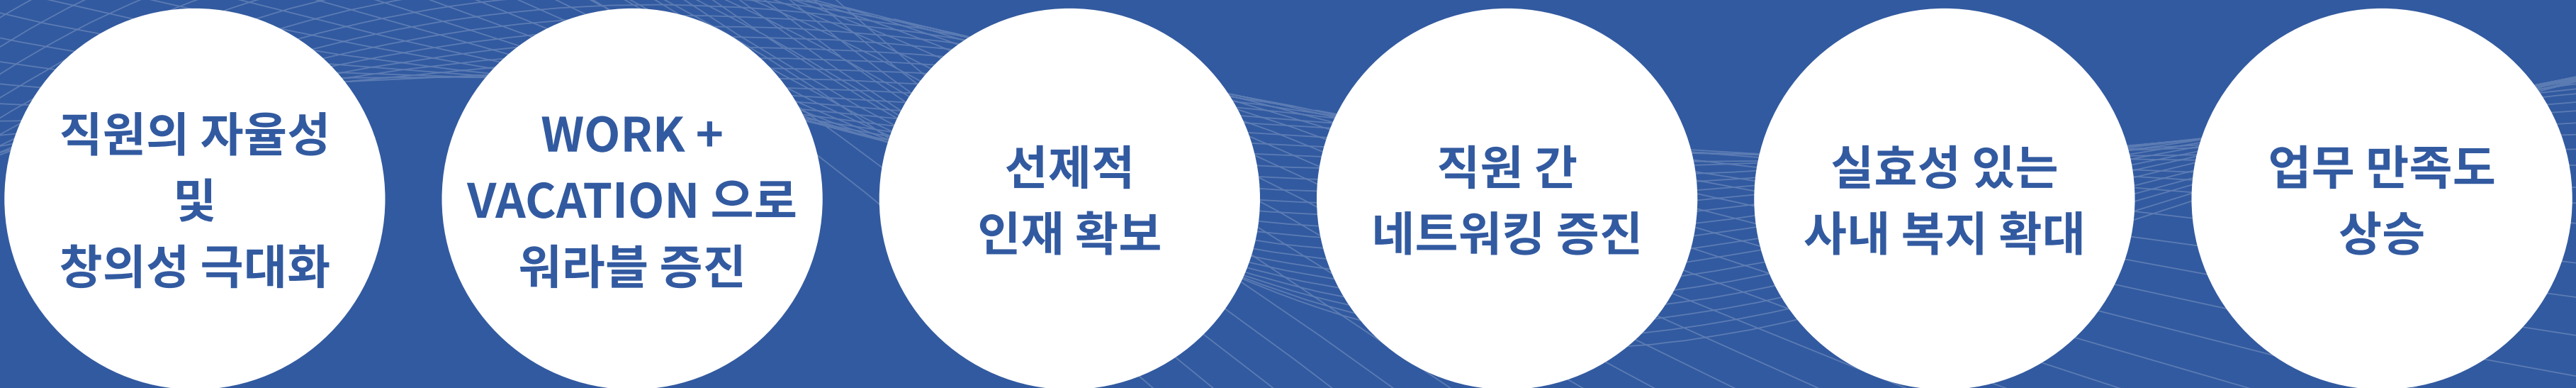 직원의 자율성
및
창의성 극대화
WORK +
VACATION 으로
워라블 증진
선제적
인재 확보
직원 간
네트워킹 증진
실효성 있는
사내 복지 확대
업무 만족도
상승